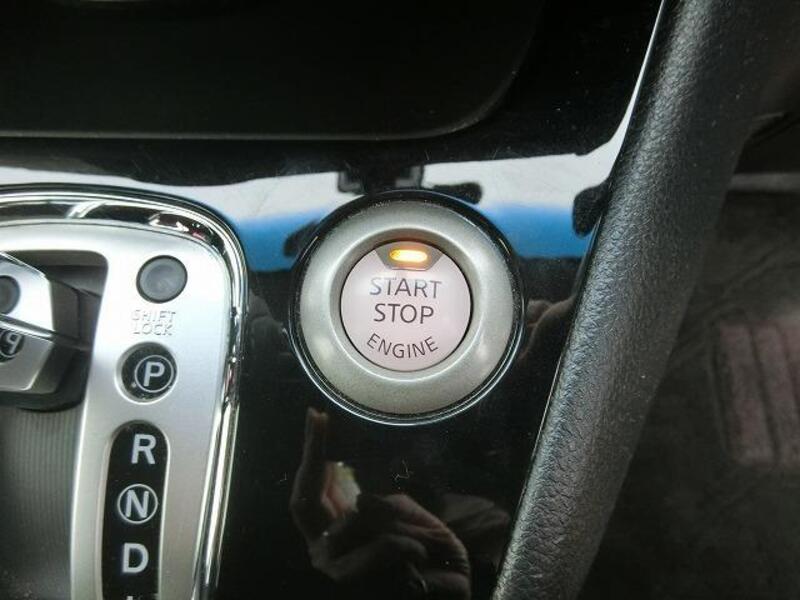 START
STOP
ENGINE
SHIFT
LOCK
P
R
N
D